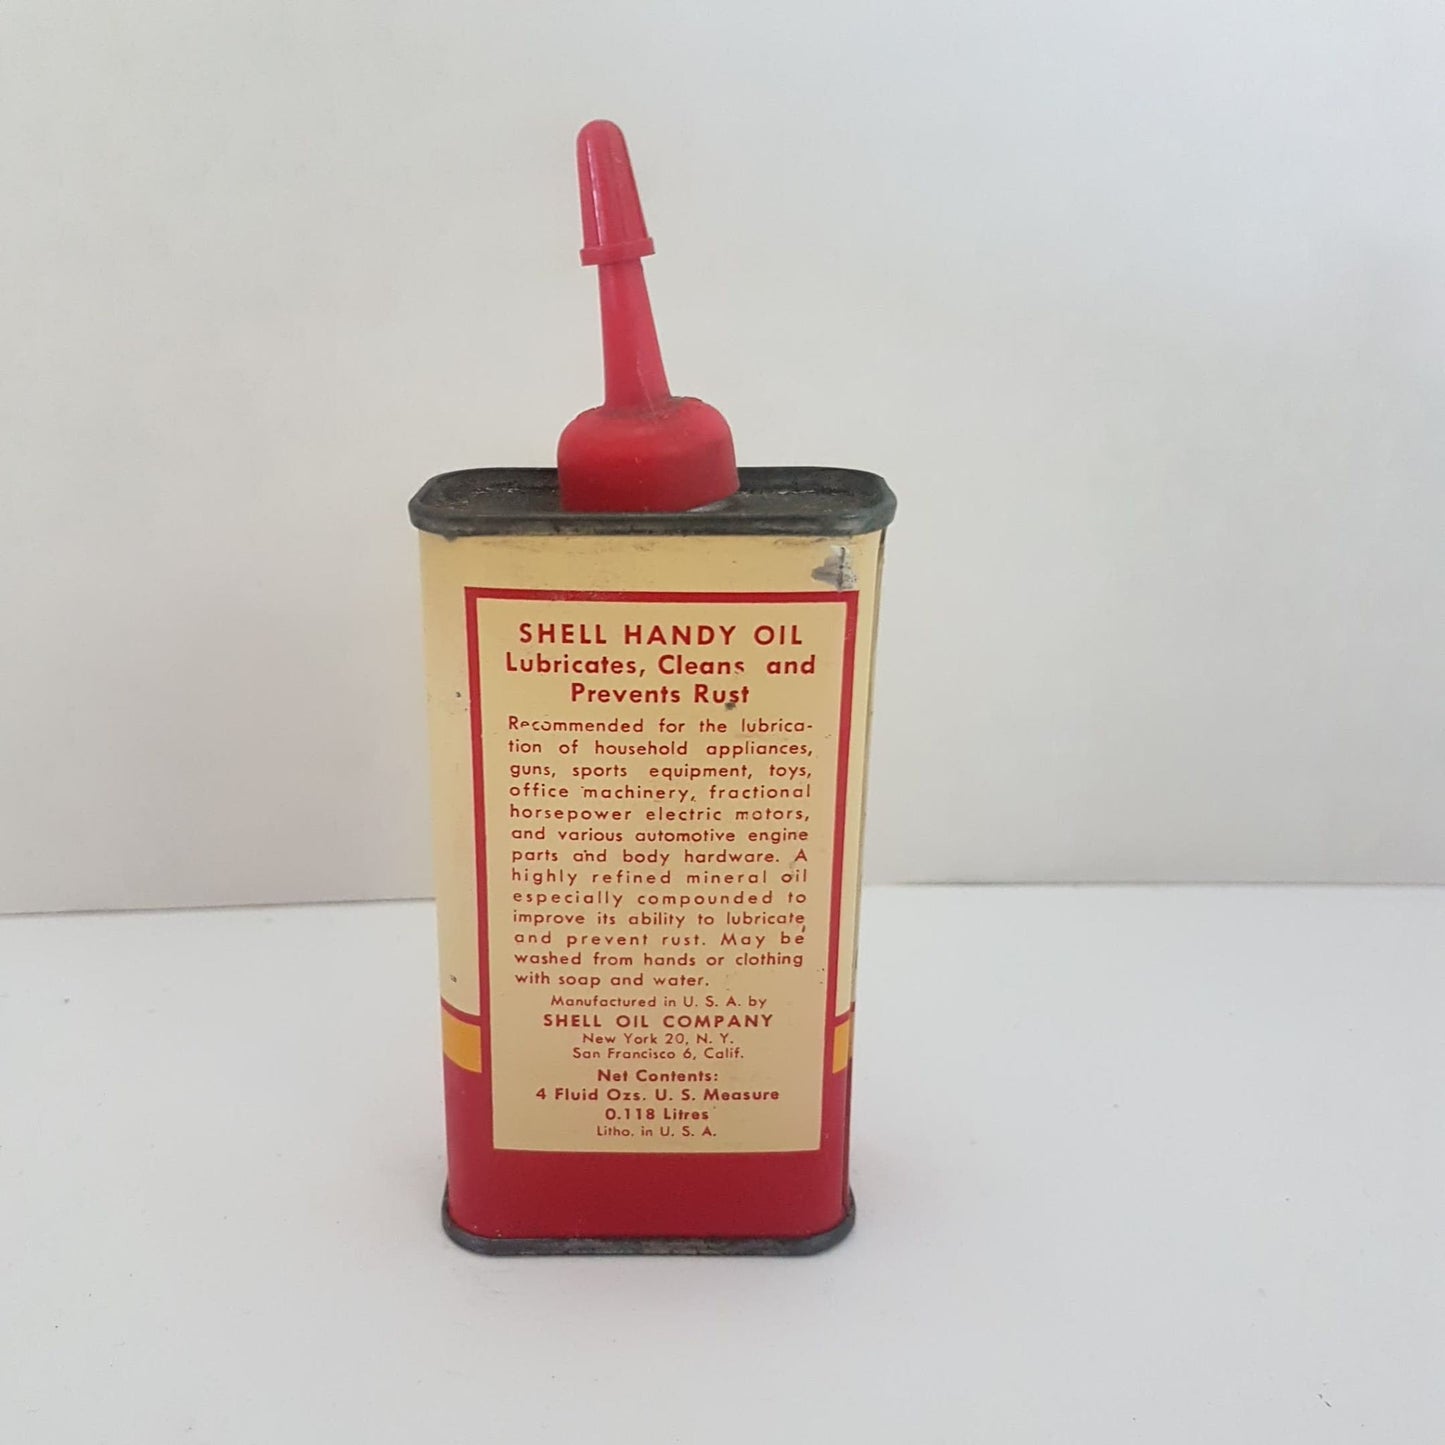 SHELL HANDY OIL
Lubricates, Cleans and
Prevents Rust
Recommended for the lubrica-
tion of household appliances,
guns, sports equipment, toys,
office machinery, fractional
horsepower electric motors,
and various automotive engine
parts and body hardware. A
highly refined mineral oil
especially compounded to
improve its ability to lubricate
and prevent rust. May be
washed from hands or clothing
with soap and water.
Manufactured in U. S. A. by
SHELL OIL COMPANY
New York 20, N. Y.
San Francisco 6, Calif.
Net Contents:
4 Fluid Ozs. U. S. Measure
0.118 Litres
Litho. in U. S. A.